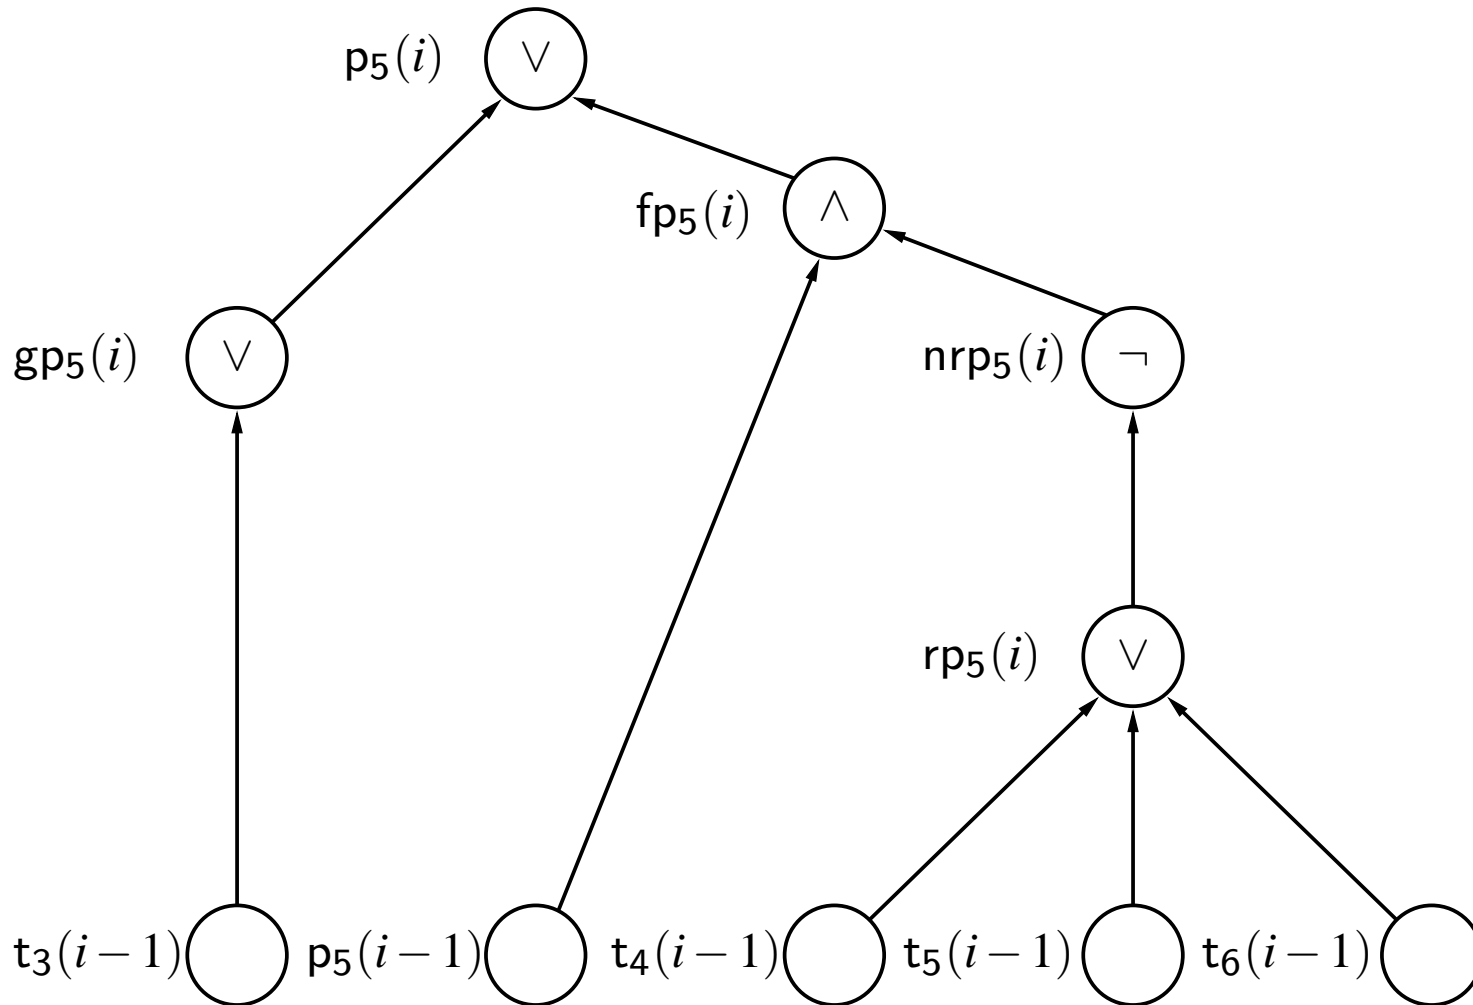 p₅(i) ∨
fp₅(i) ∧
gp₅(i) ∨ nrp₅(i) ¬
rp₅(i) ∨
t₃(i − 1) p₅(i − 1) t₄(i − 1) t₅(i − 1) t₆(i − 1)